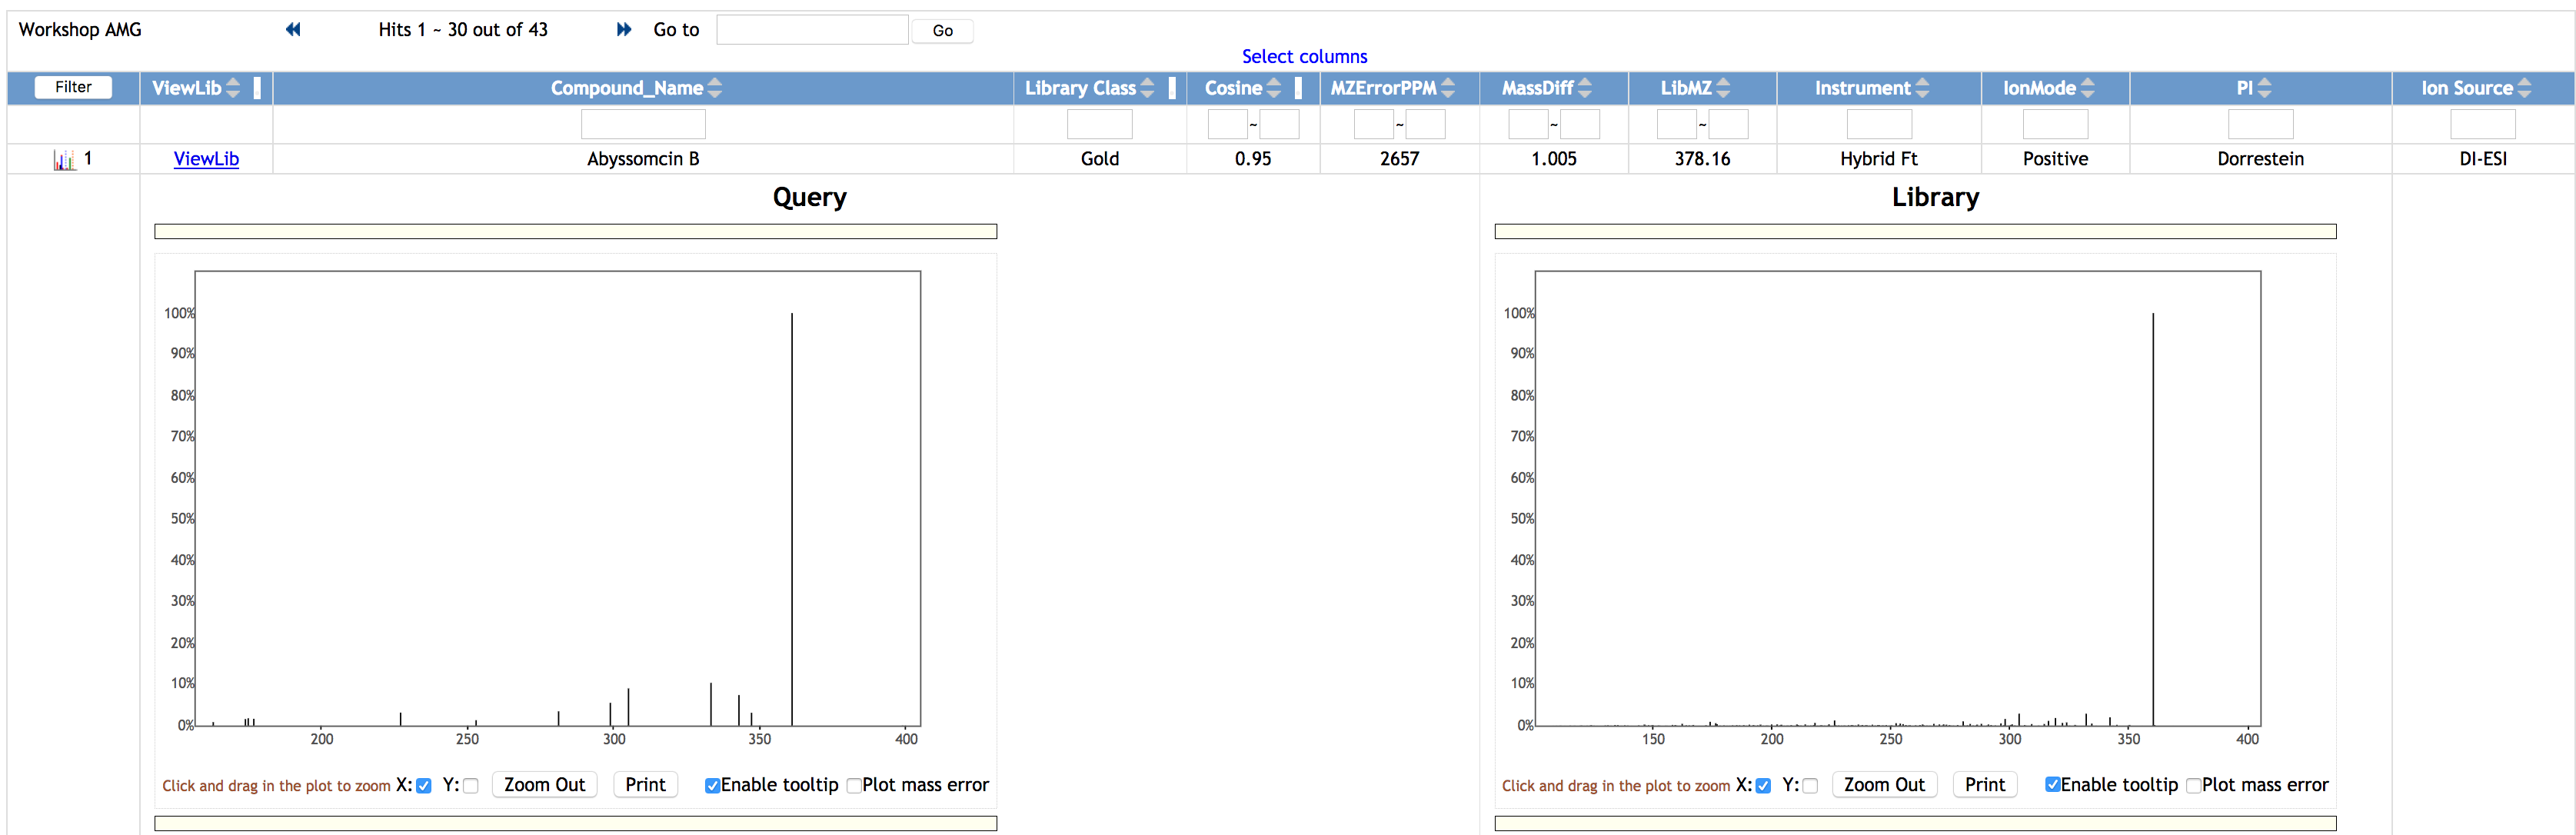 Workshop AMG Hits 1 ~ 30 out of 43 Go to Go
Select columns
Filter ViewLib Compound_Name Library Class Cosine MZErrorPPM MassDiff LibMZ Instrument IonMode PI Ion Source
~ ~ ~ ~
1 ViewLib Abyssomcin B Gold 0.95 2657 1.005 378.16 Hybrid Ft Positive Dorrestein DI-ESI
Query
100%
90%
80%
70%
60%
50%
40%
30%
20%
10%
0%
200 250 300 350 400
Click and drag in the plot to zoom X: Y: Zoom Out Print Enable tooltip Plot mass error
Library
100%
90%
80%
70%
60%
50%
40%
30%
20%
10%
0%
150 200 250 300 350 400
Click and drag in the plot to zoom X: Y: Zoom Out Print Enable tooltip Plot mass error